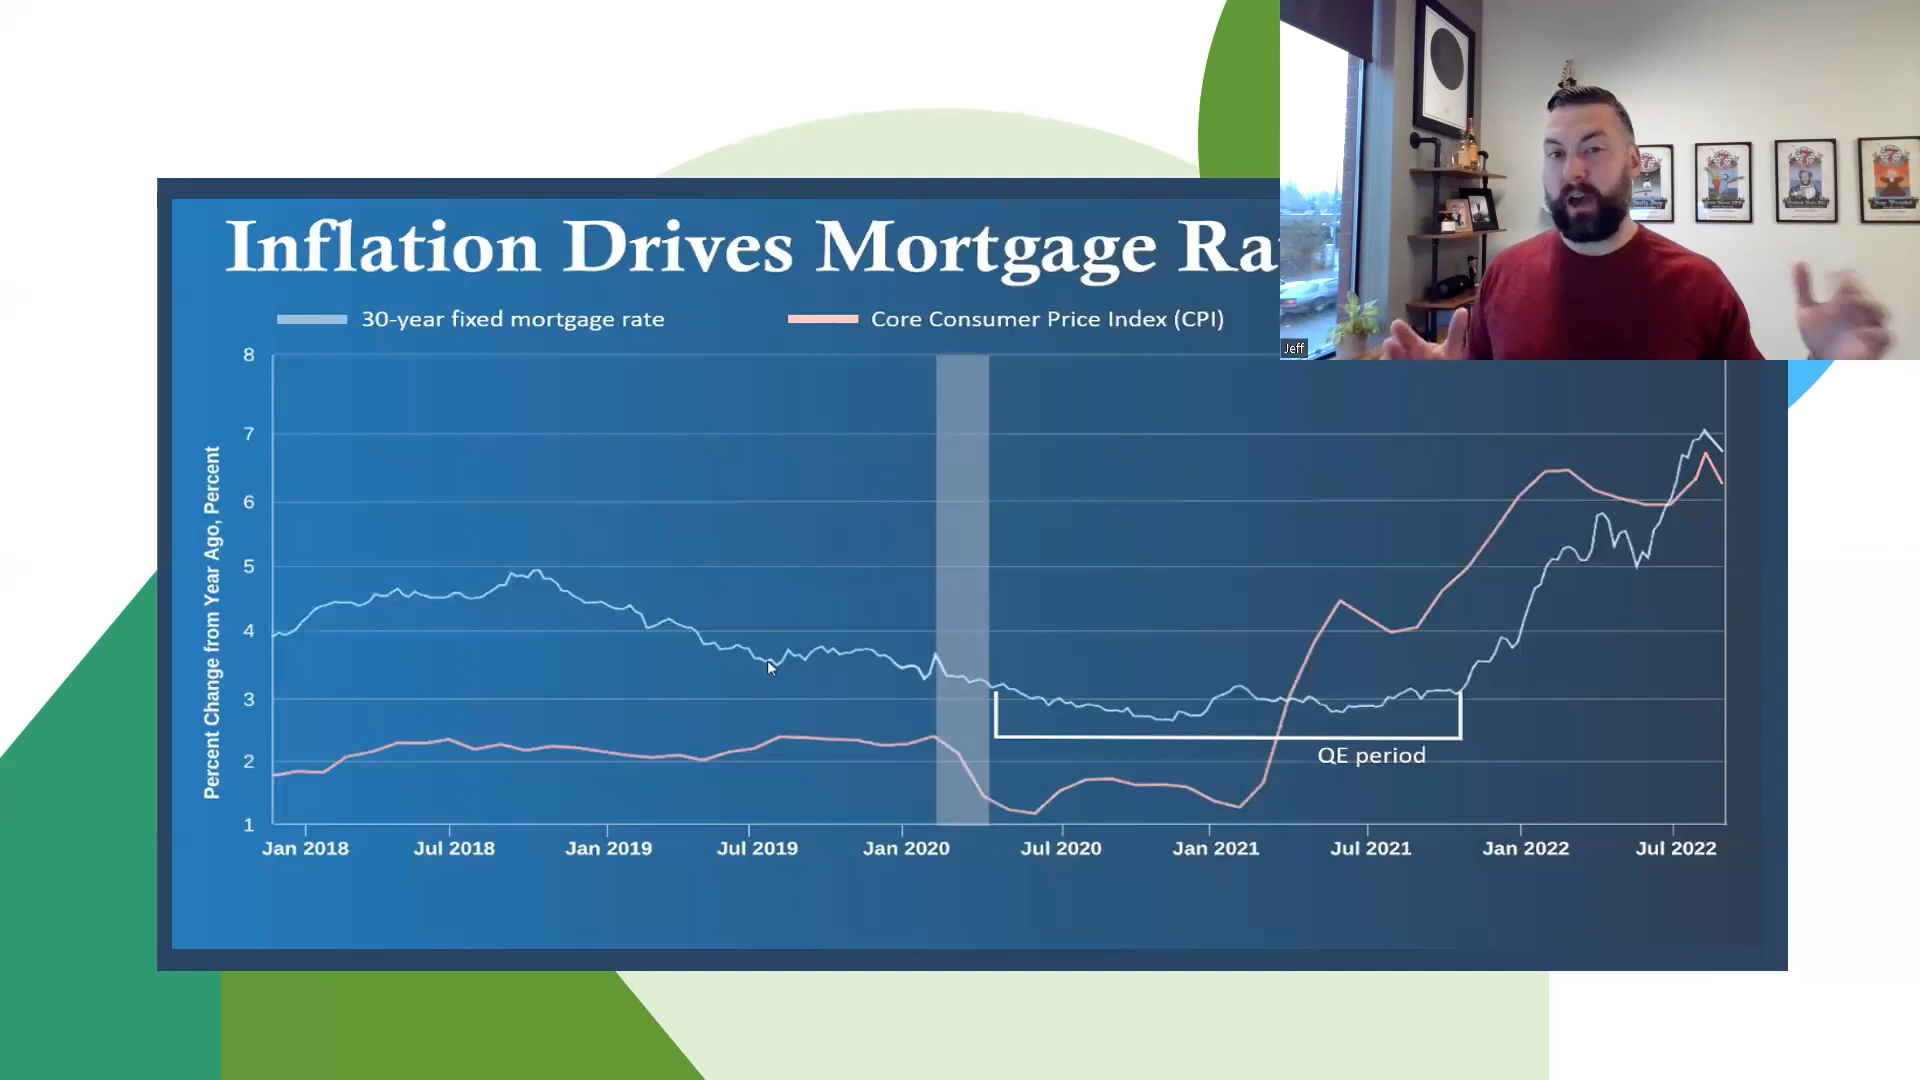 Inflation Drives Mortgage Ra
30-year fixed mortgage rate
Core Consumer Price Index (CPI)
Jeff
Percent Change from Year Ago, Percent
8
7
6
5
4
3
2
1
QE period
Jan 2018
Jul 2018
Jan 2019
Jul 2019
Jan 2020
Jul 2020
Jan 2021
Jul 2021
Jan 2022
Jul 2022